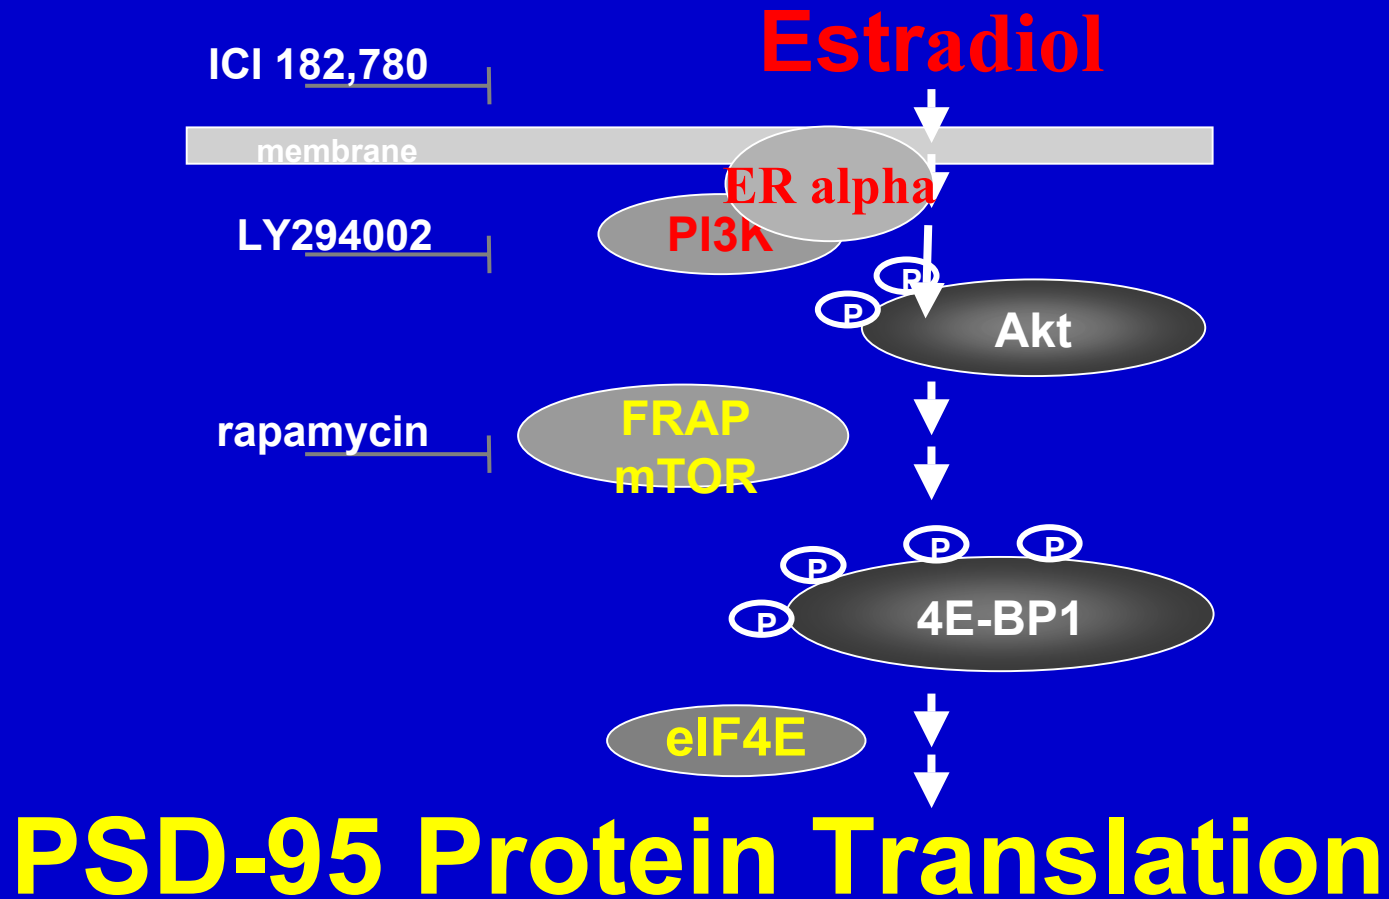 Estradiol
ICI 182,780
membrane
ER alpha
LY294002
PI3K
P
P
Akt
rapamycin
FRAP
mTOR
P
P
P
P
4E-BP1
eIF4E
PSD-95 Protein Translation